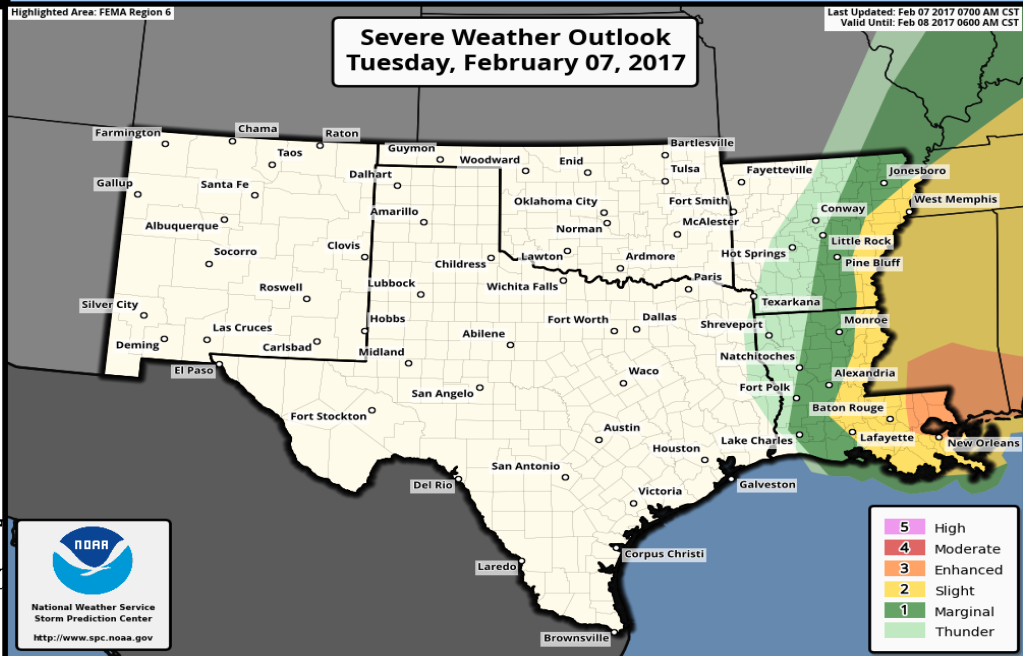 Highlighted Area: FEMA Region 6
Last Updated: Feb 07 2017 0700 AM CST
Valid Until: Feb 08 2017 0600 AM CST
Severe Weather Outlook
Tuesday, February 07, 2017
Farmington
Chama
Raton
Taos
Guymon
Woodward
Enid
Bartlesville
Tulsa
Fayetteville
Jonesboro
Gallup
Santa Fe
Dalhart
Albuquerque
Amarillo
Oklahoma City
Norman
Fort Smith
McAlester
Conway
West Memphis
Socorro
Clovis
Childress
Lawton
Ardmore
Hot Springs
Little Rock
Pine Bluff
Roswell
Lubbock
Wichita Falls
Paris
Texarkana
Silver City
Las Cruces
Hobbs
Abilene
Fort Worth
Dallas
Shreveport
Monroe
Deming
Carlsbad
Midland
Natchitoches
El Paso
San Angelo
Waco
Fort Polk
Alexandria
Fort Stockton
Austin
Baton Rouge
Houston
Lake Charles
Lafayette
New Orleans
Del Rio
San Antonio
Galveston
Victoria
Corpus Christi
Laredo
Brownsville
NOAA
National Weather Service
Storm Prediction Center
http://www.spc.noaa.gov
5 High
4 Moderate
3 Enhanced
2 Slight
1 Marginal
Thunder